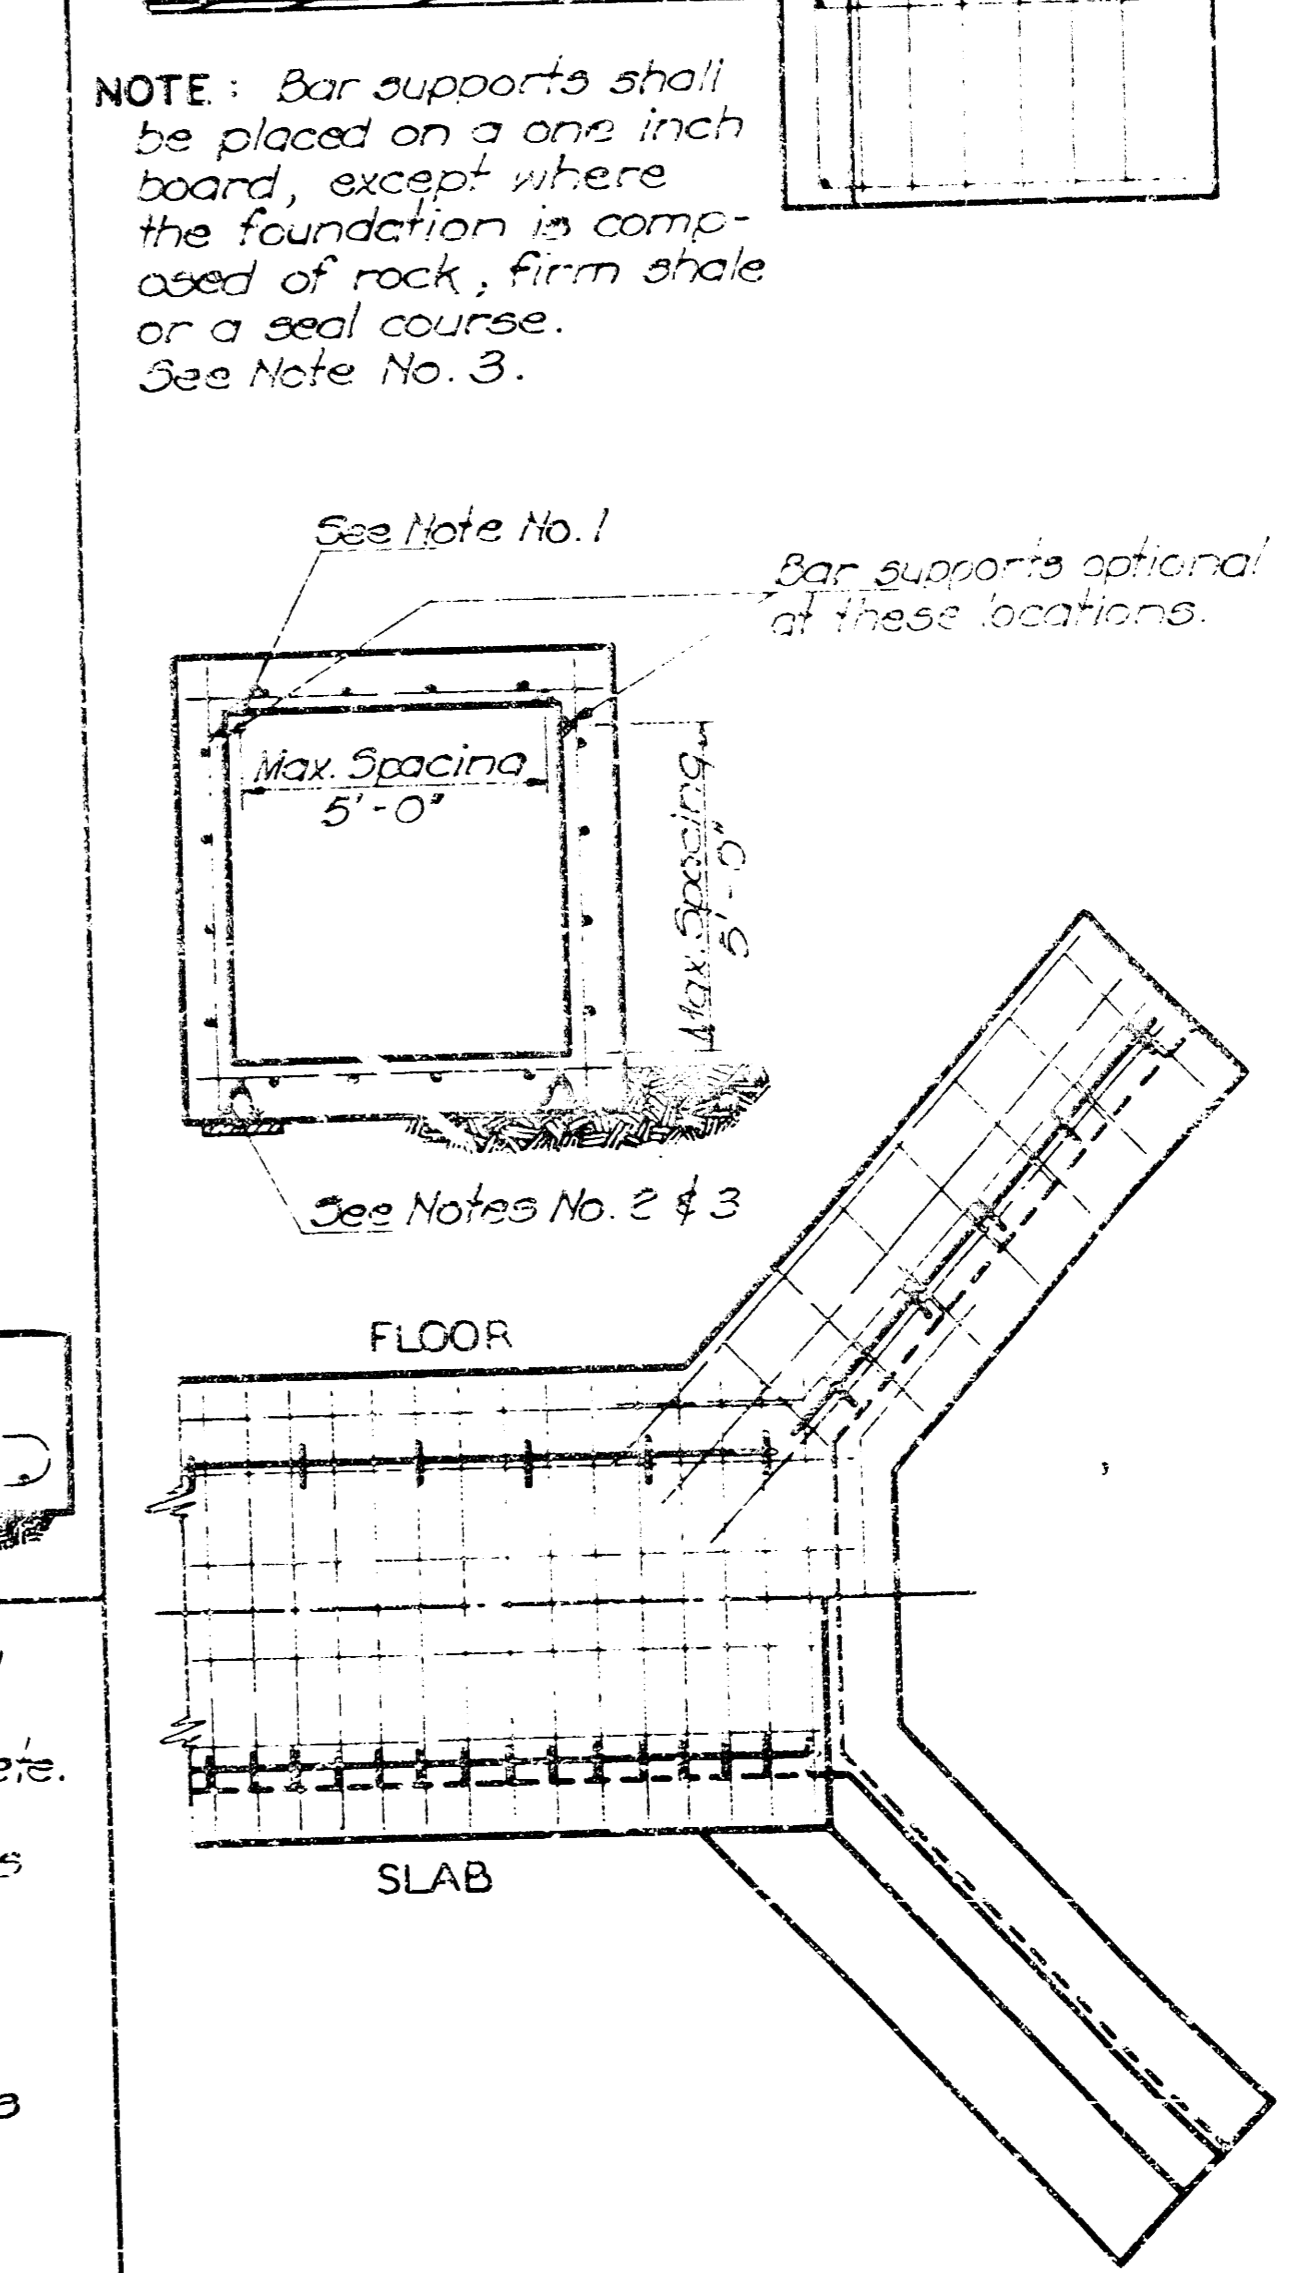 NOTE: Bar supports shall
be placed on a one inch
board, except where
the foundation is comp-
osed of rock, firm shale
or a seal course.
See Note No. 3.
See Note No. 1
Bar supports optional
at these locations.
Max. Spacing
5'-0"
Max. Spacing
5'-0"
See Notes No. 2 & 3
FLOOR
SLAB